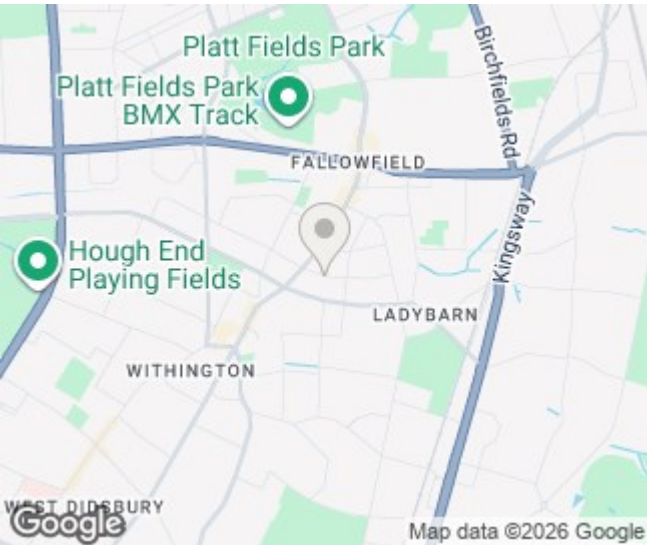 Platt Fields Park
Platt Fields Park
BMX Track
Birchfields Rd
FALLOWFIELD
Kingsway
Hough End
Playing Fields
LADYBARN
WITHINGTON
WEST DIDSBURY
Google
Map data ©2026 Google